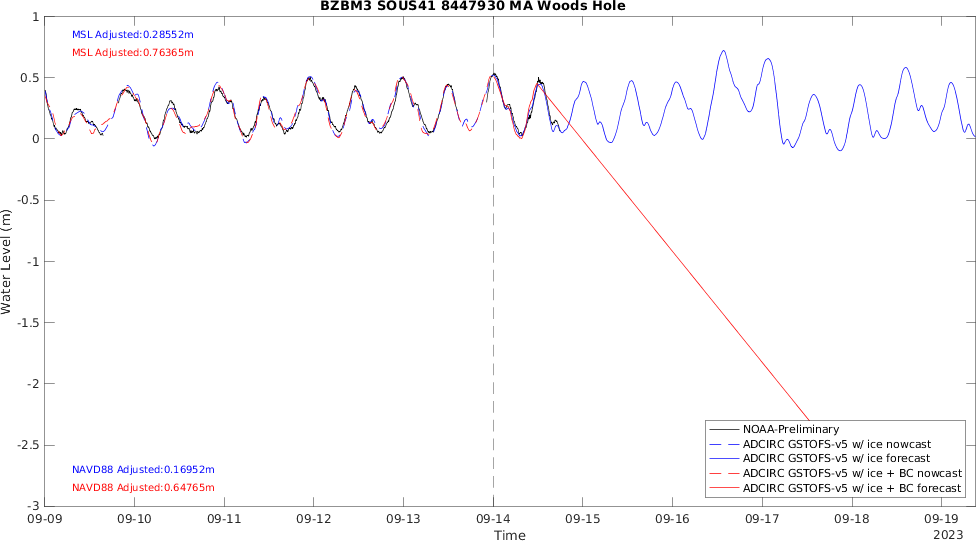 BZBM3 SOUS41 8447930 MA Woods Hole
MSL Adjusted:0.28552m
MSL Adjusted:0.76365m
1
0.5
0
-0.5
-1
-1.5
-2
-2.5
-3
Water Level (m)
NAVD88 Adjusted:0.16952m
NAVD88 Adjusted:0.64765m
NOAA-Preliminary
ADCIRC GSTOFS-v5 w/ ice nowcast
ADCIRC GSTOFS-v5 w/ ice forecast
ADCIRC GSTOFS-v5 w/ ice + BC nowcast
ADCIRC GSTOFS-v5 w/ ice + BC forecast
09-09 09-10 09-11 09-12 09-13 09-14 09-15 09-16 09-17 09-18 09-19
Time
2023